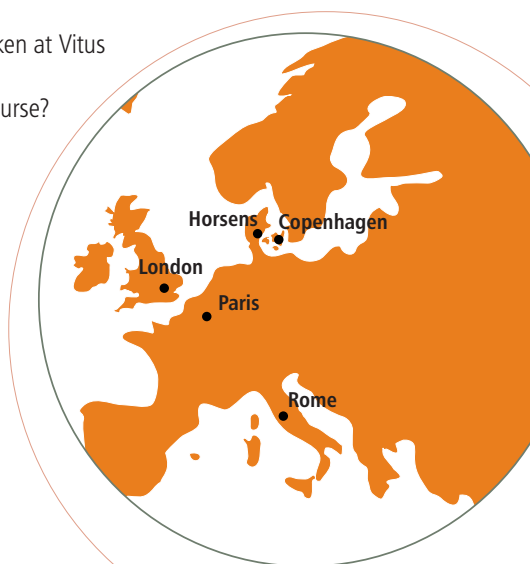 ken at Vitus
urse?
Horsens
Copenhagen
London
Paris
Rome